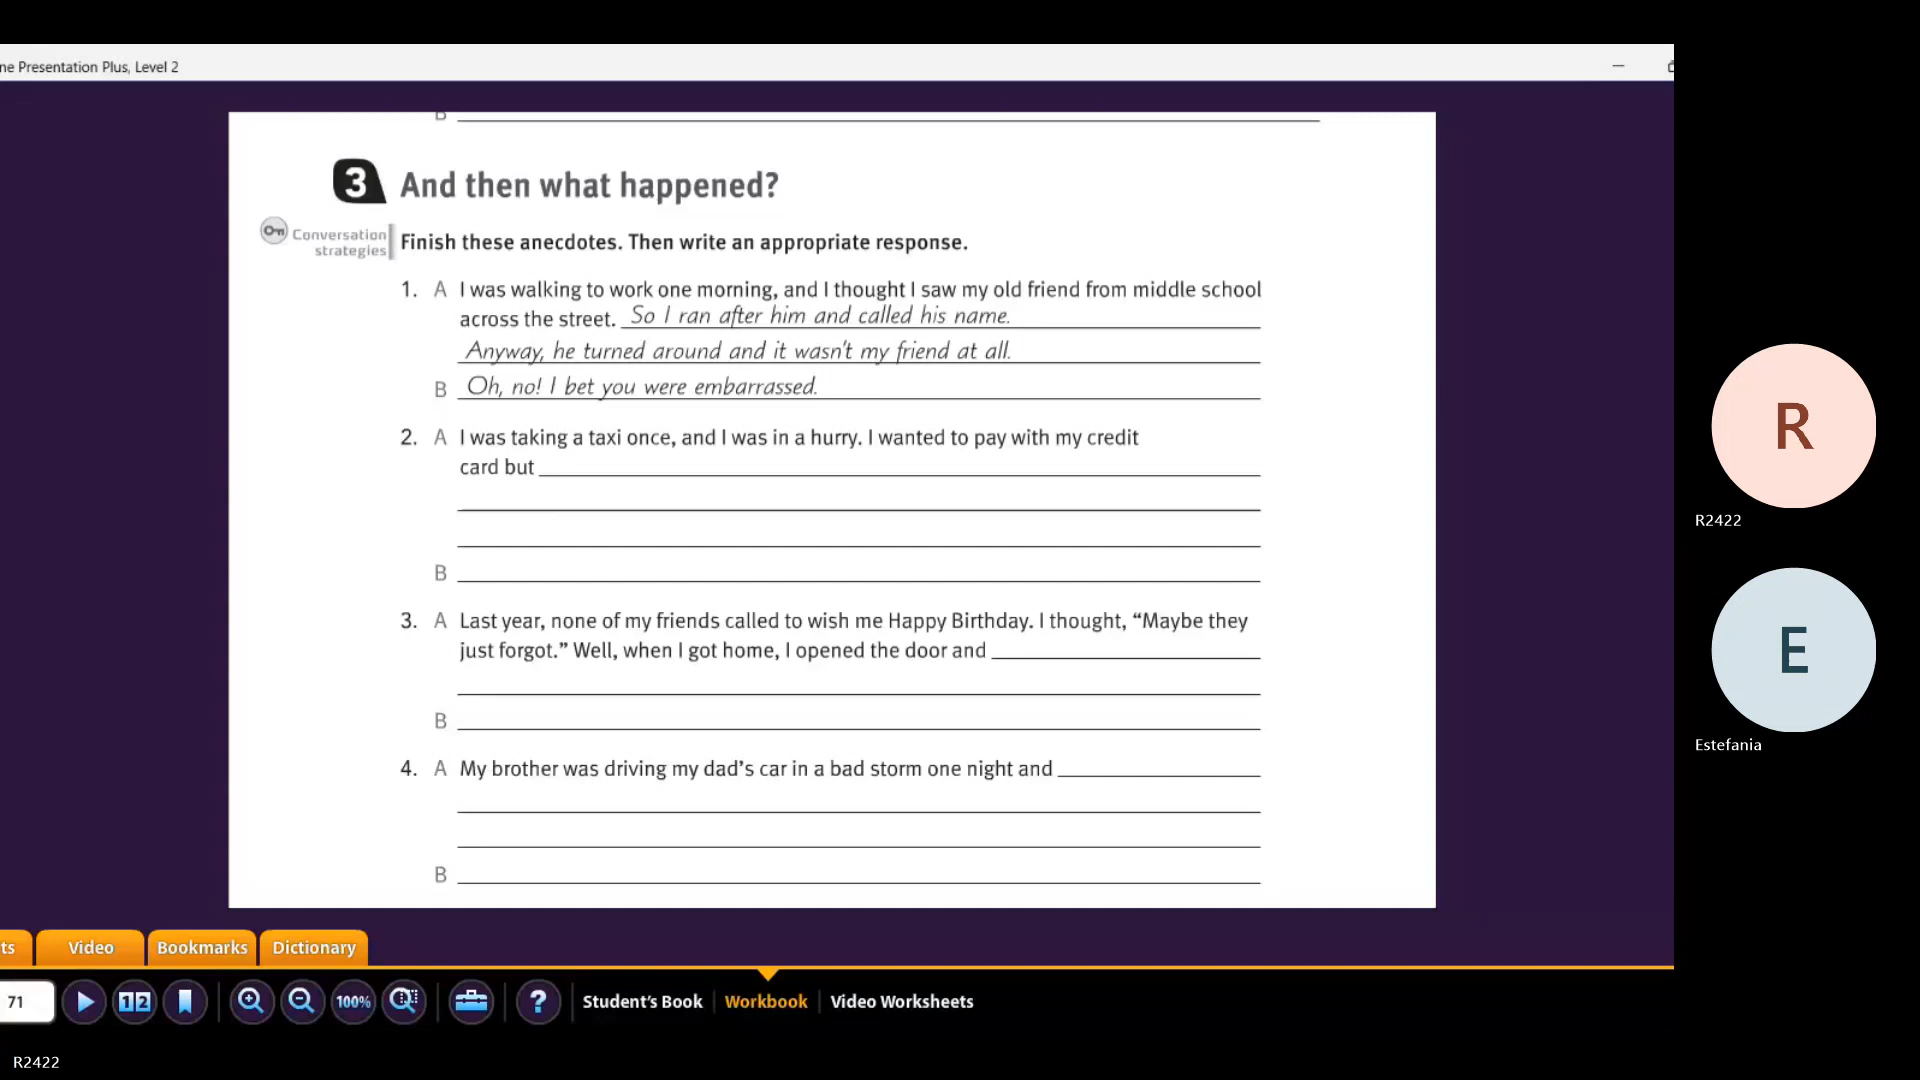 ne Presentation Plus, Level 2
B
3 And then what happened?
Conversation
strategies
Finish these anecdotes. Then write an appropriate response.
1. A I was walking to work one morning, and I thought I saw my old friend from middle school
across the street. So I ran after him and called his name.
Anyway, he turned around and it wasn't my friend at all.
B Oh, no! I bet you were embarrassed.
2. A I was taking a taxi once, and I was in a hurry. I wanted to pay with my credit
card but
B
3. A Last year, none of my friends called to wish me Happy Birthday. I thought, “Maybe they
just forgot.” Well, when I got home, I opened the door and
B
4. A My brother was driving my dad’s car in a bad storm one night and
B
R
R2422
E
Estefania
ts Video Bookmarks Dictionary
71 12 100% ? Student’s Book Workbook Video Worksheets
R2422